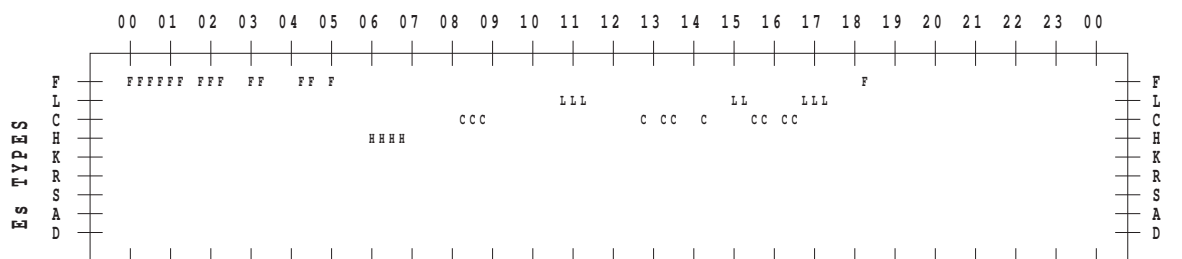 00 01 02 03 04 05 06 07 08 09 10 11 12 13 14 15 16 17 18 19 20 21 22 23 00
Es TYPES
F FFFFFF FFF FF FF F F F
L LLL LL LLL L
C CCC C CC C CC CC C
H HHHH H
K K
R R
S S
A A
D D